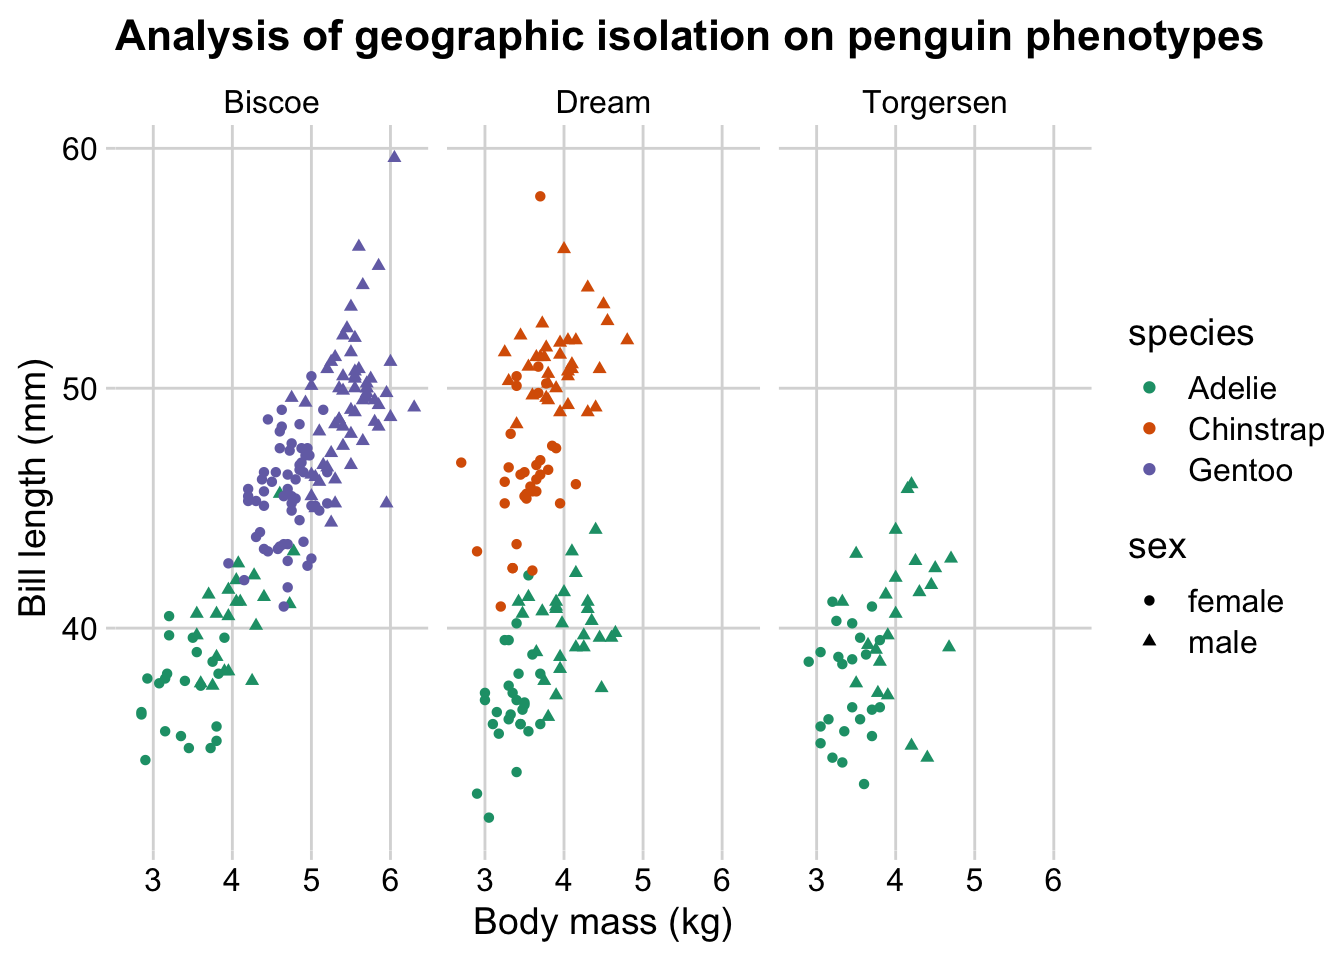 Analysis of geographic isolation on penguin phenotypes
Biscoe Dream Torgersen
60
50
40
Bill length (mm)
3 4 5 6 3 4 5 6 3 4 5 6
Body mass (kg)
species
Adelie
Chinstrap
Gentoo
sex
female
male